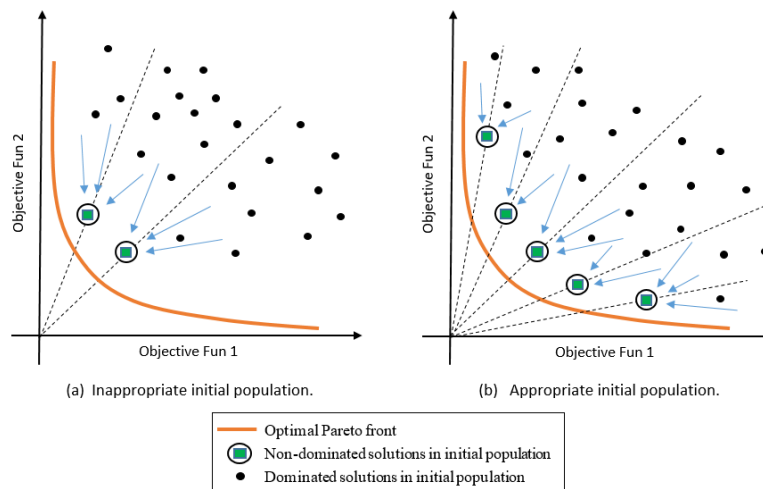 Objective Fun 2
Objective Fun 1
(a) Inappropriate initial population.
Objective Fun 2
Objective Fun 1
(b) Appropriate initial population.
Optimal Pareto front
Non-dominated solutions in initial population
Dominated solutions in initial population